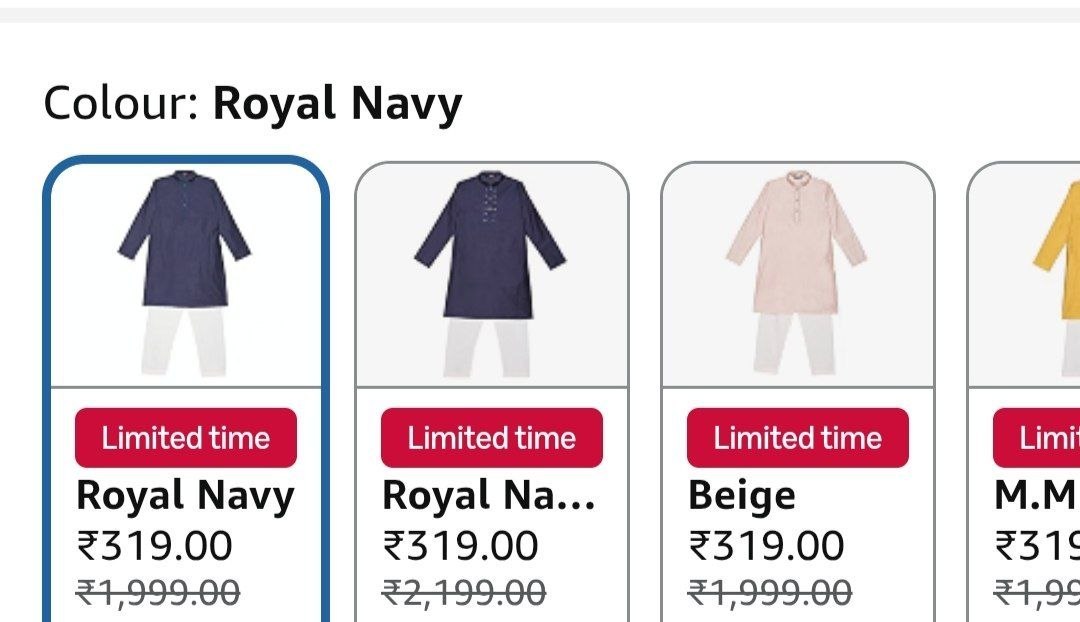 Colour: Royal Navy
Limited time
Royal Navy
₹319.00
₹1,999.00
Limited time
Royal Na...
₹319.00
₹2,199.00
Limited time
Beige
₹319.00
₹1,999.00
M.M